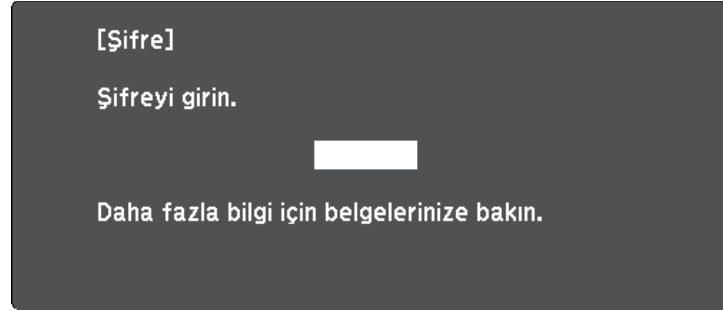 [Şifre]
Şifreyi girin.
Daha fazla bilgi için belgelerinize bakın.